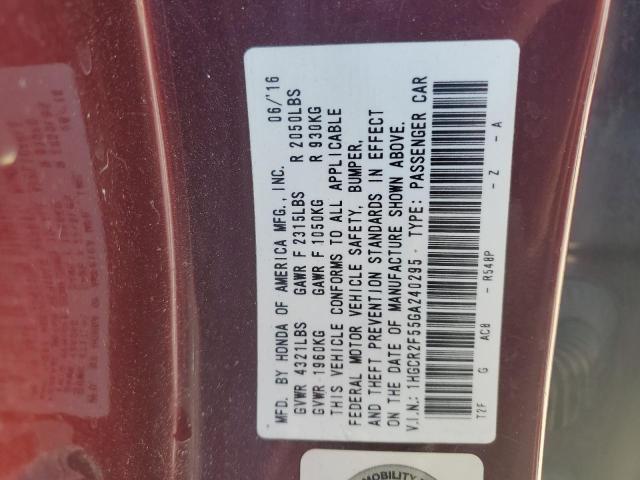 MFD. BY HONDA OF AMERICA MFG., INC. 06/'16
GVWR 4321LBS GAWR F 2315LBS R 2050LBS
GVWR 1960KG GAWR F 1050KG R 930KG
THIS VEHICLE CONFORMS TO ALL APPLICABLE
FEDERAL MOTOR VEHICLE SAFETY, BUMPER,
AND THEFT PREVENTION STANDARDS IN EFFECT
ON THE DATE OF MANUFACTURE SHOWN ABOVE.
V.I.N.: 1HGCR2F55GA240295 - TYPE: PASSENGER CAR
T2F G AC8 - R548P - Z - A
MOBILITY